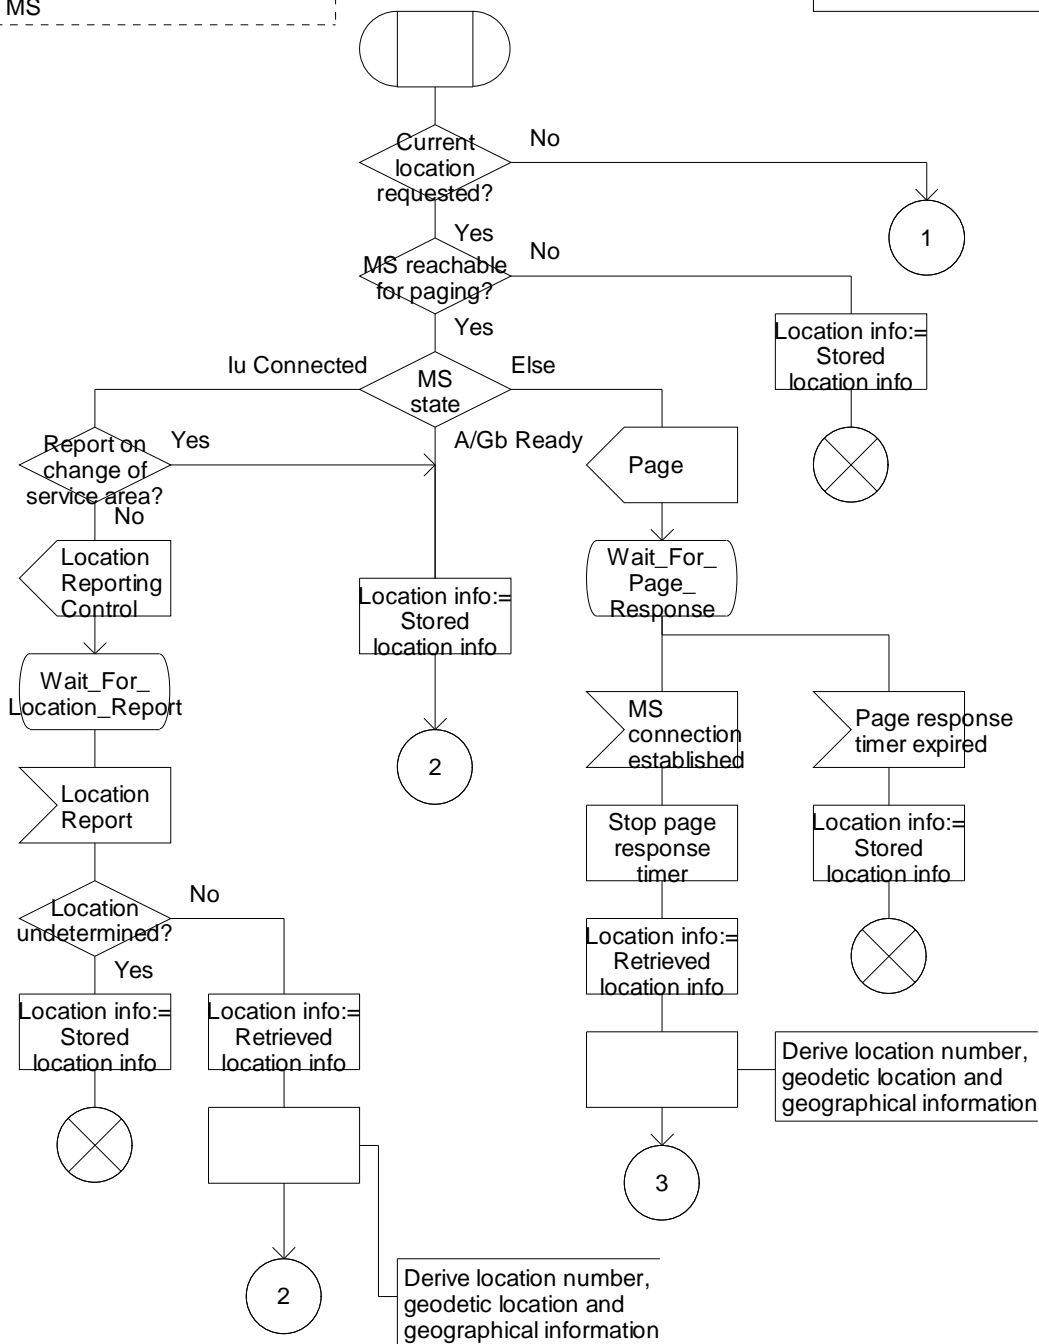 MS
Current
location
requested?
No
1
Yes
MS reachable
for paging?
No
Location info:=
Stored
location info
Yes
Iu Connected
MS
state
Else
A/Gb Ready
Report on
change of
service area?
Yes
No
Page
Location
Reporting
Control
Wait_For_
Page_
Response
Location info:=
Stored
location info
Wait_For_
Location_Report
MS
connection
established
Page response
timer expired
2
Location
Report
Stop page
response
timer
Location info:=
Stored
location info
Location
undetermined?
No
Yes
Location info:=
Retrieved
location info
Location info:=
Stored
location info
Location info:=
Retrieved
location info
Derive location number,
geodetic location and
geographical information
3
2
Derive location number,
geodetic location and
geographical information